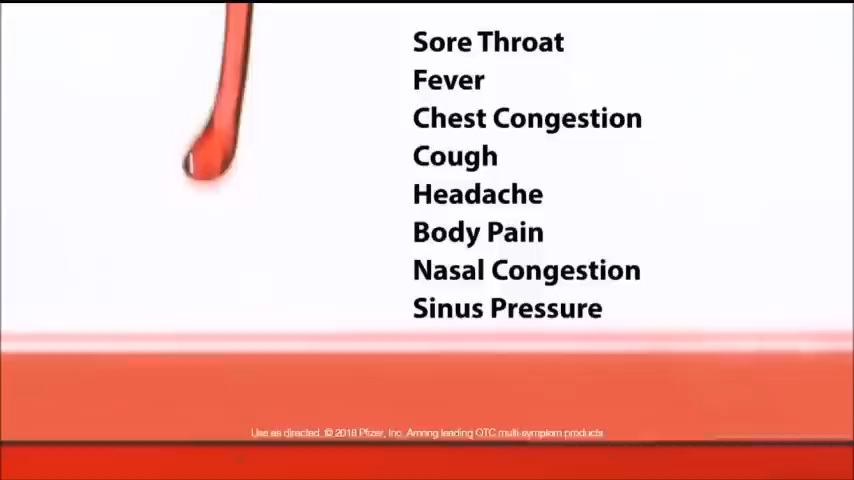 Sore Throat
Fever
Chest Congestion
Cough
Headache
Body Pain
Nasal Congestion
Sinus Pressure
Use as directed. © 2018 Pfizer, Inc. Among leading OTC multi-symptom products.